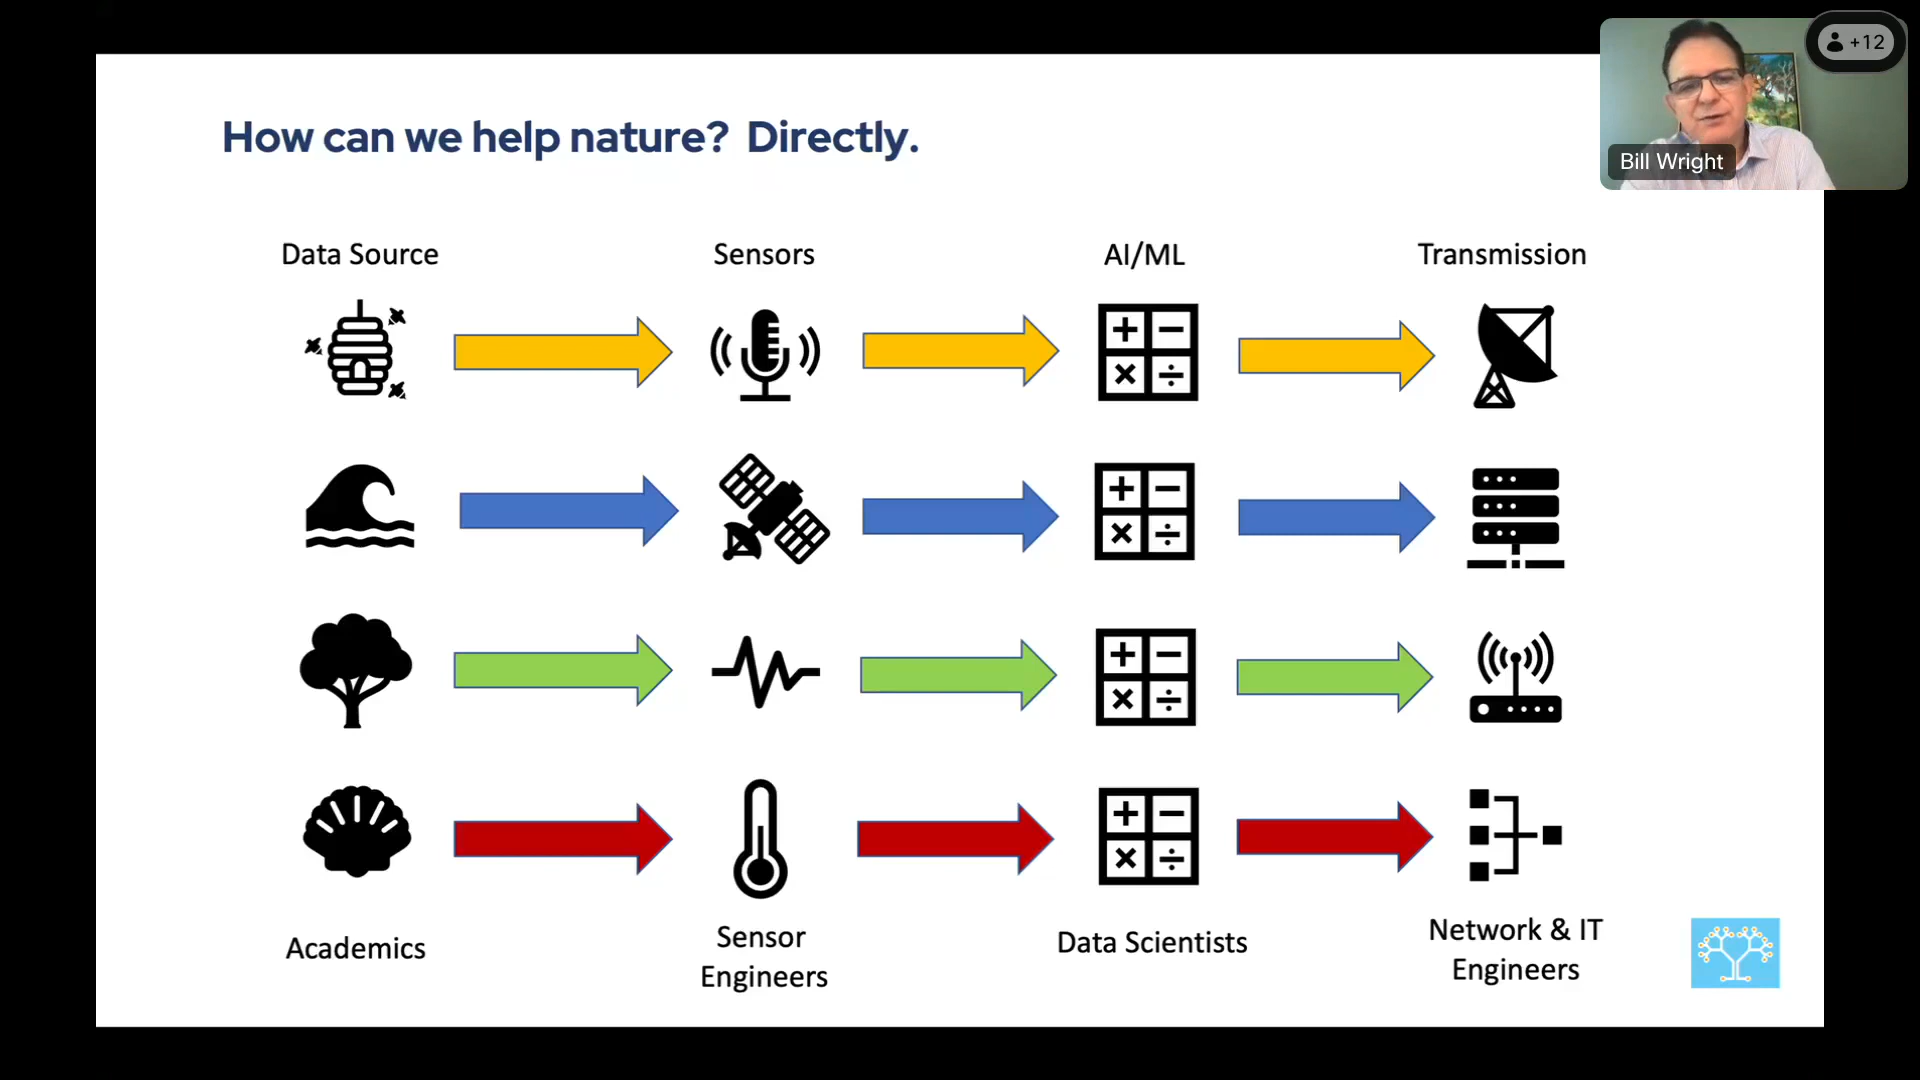 +12
Bill Wright
How can we help nature? Directly.
Data Source
Sensors
AI/ML
Transmission
Academics
Sensor
Engineers
Data Scientists
Network & IT
Engineers